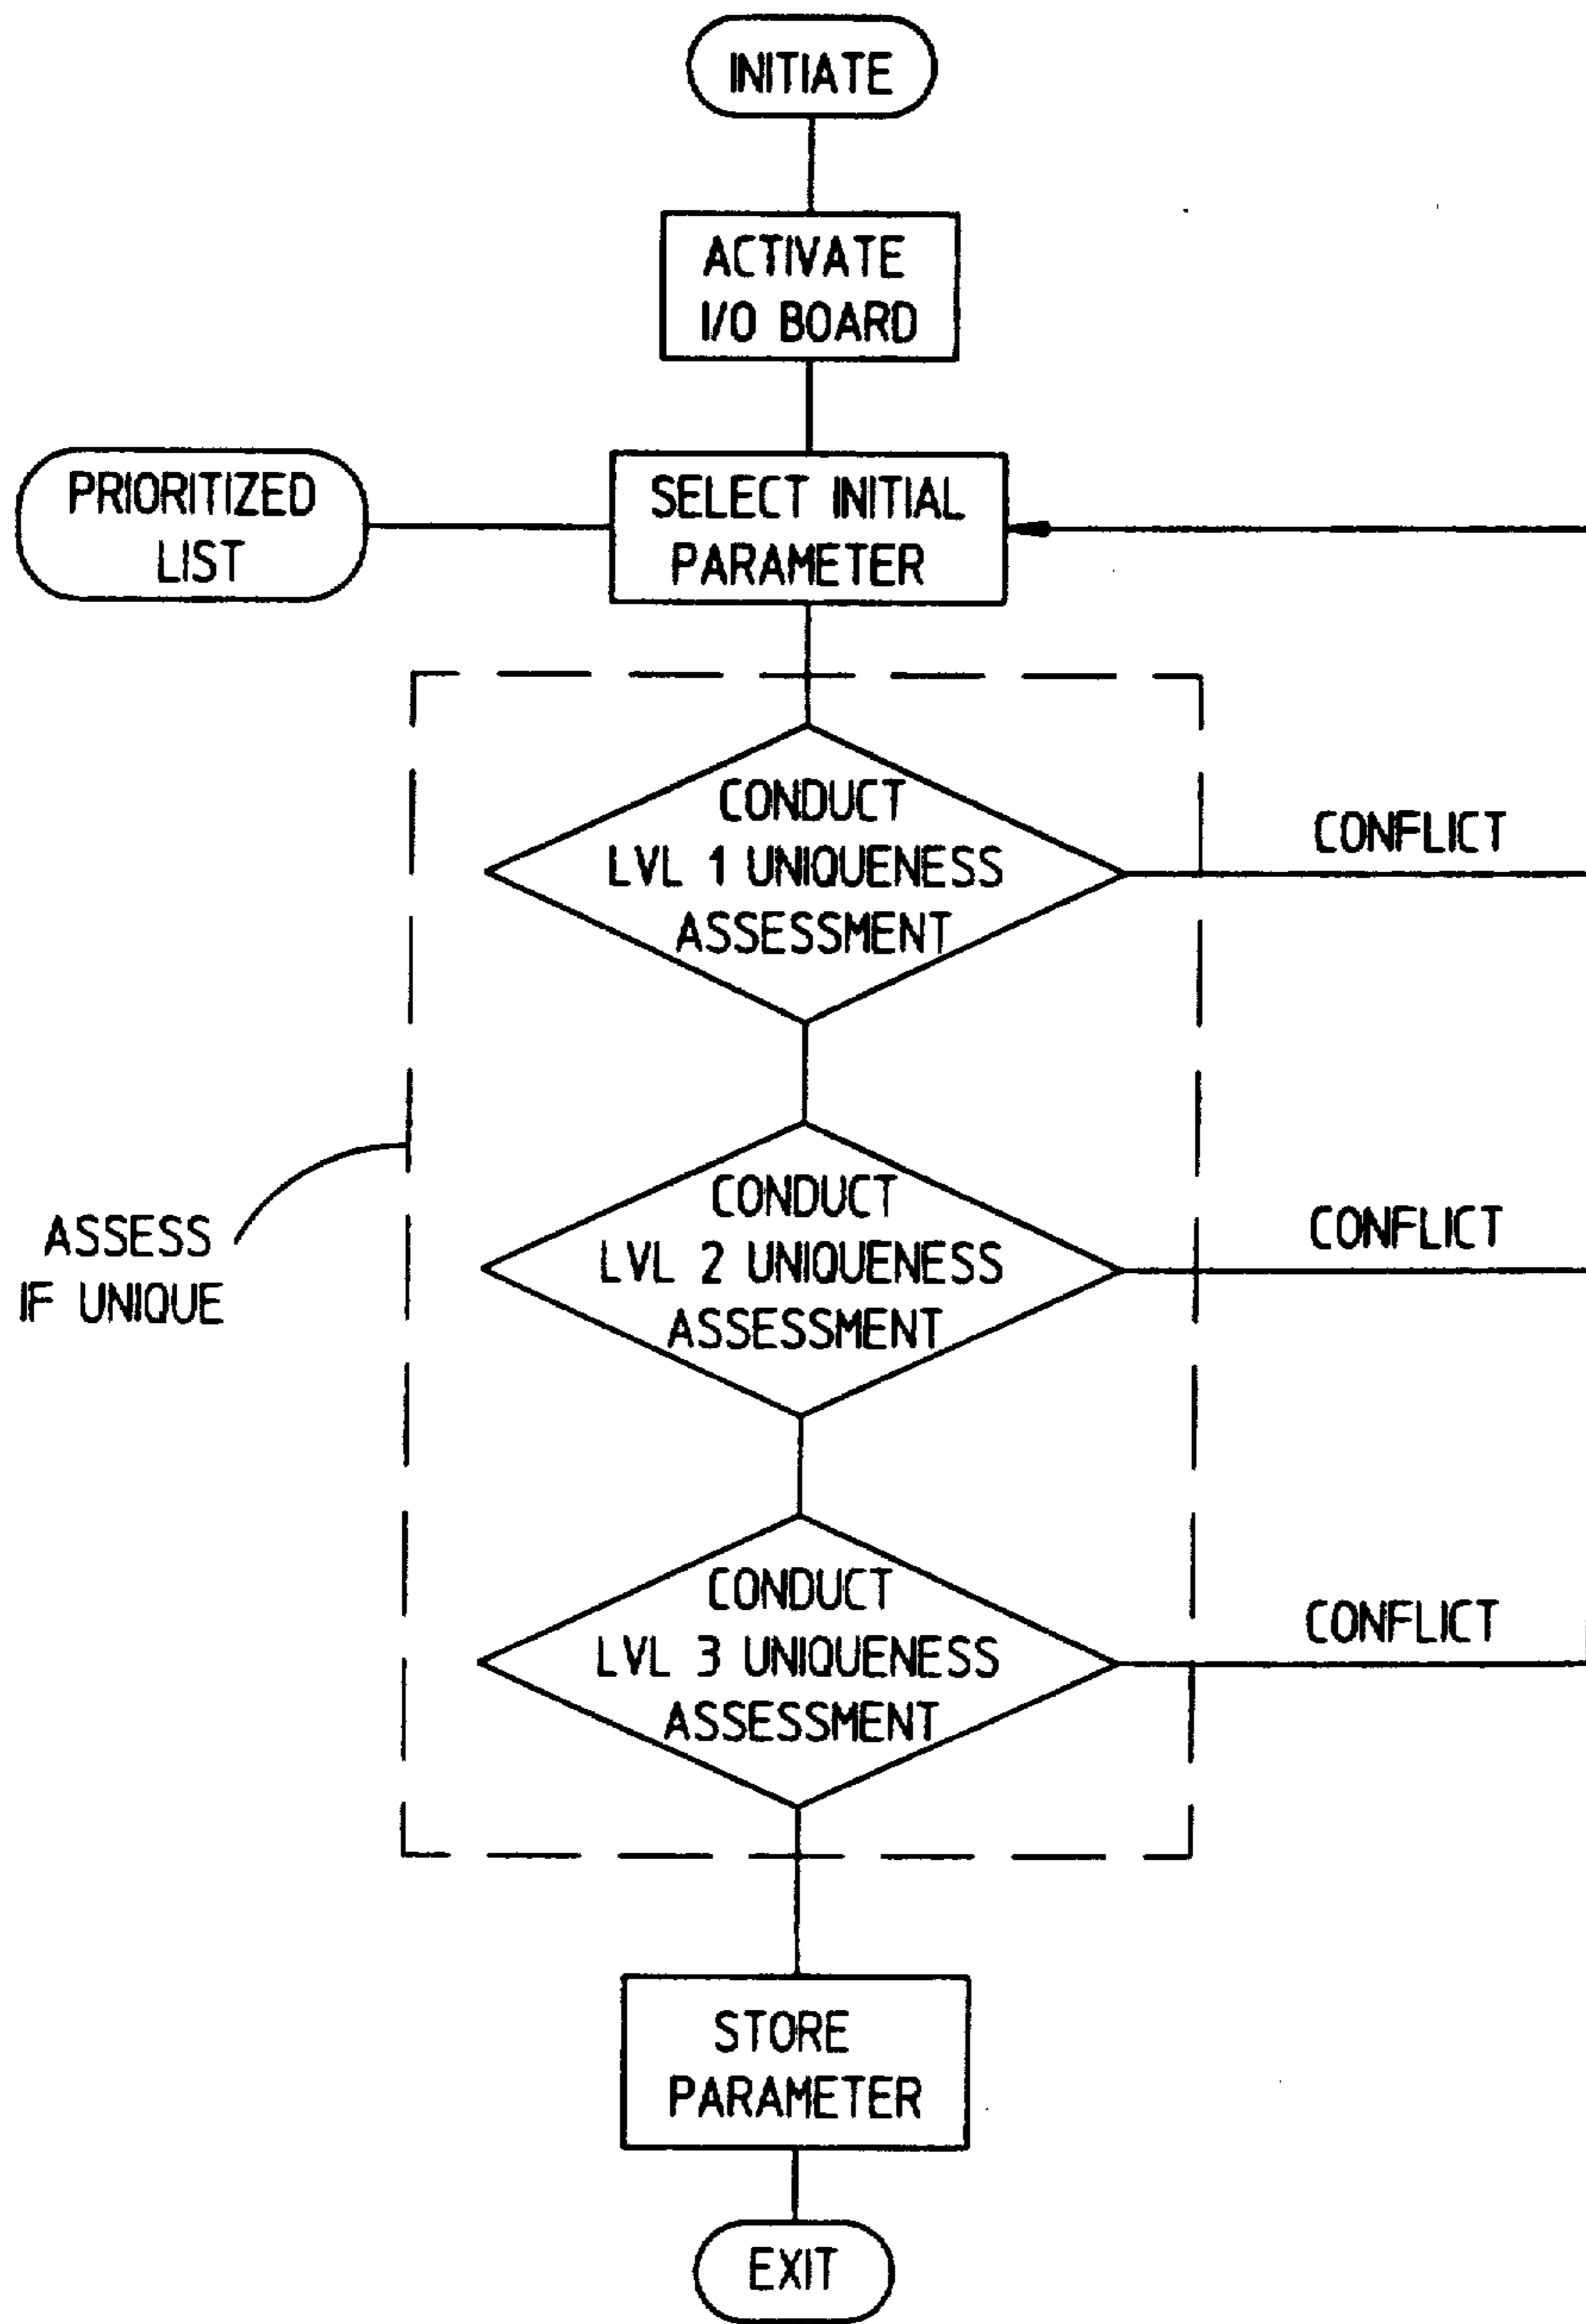 INITIATE
ACTIVATE
I/O BOARD
PRIORITIZED
LIST
SELECT INITIAL
PARAMETER
CONDUCT
LVL 1 UNIQUENESS
ASSESSMENT
CONFLICT
ASSESS
IF UNIQUE
CONDUCT
LVL 2 UNIQUENESS
ASSESSMENT
CONFLICT
CONDUCT
LVL 3 UNIQUENESS
ASSESSMENT
CONFLICT
STORE
PARAMETER
EXIT